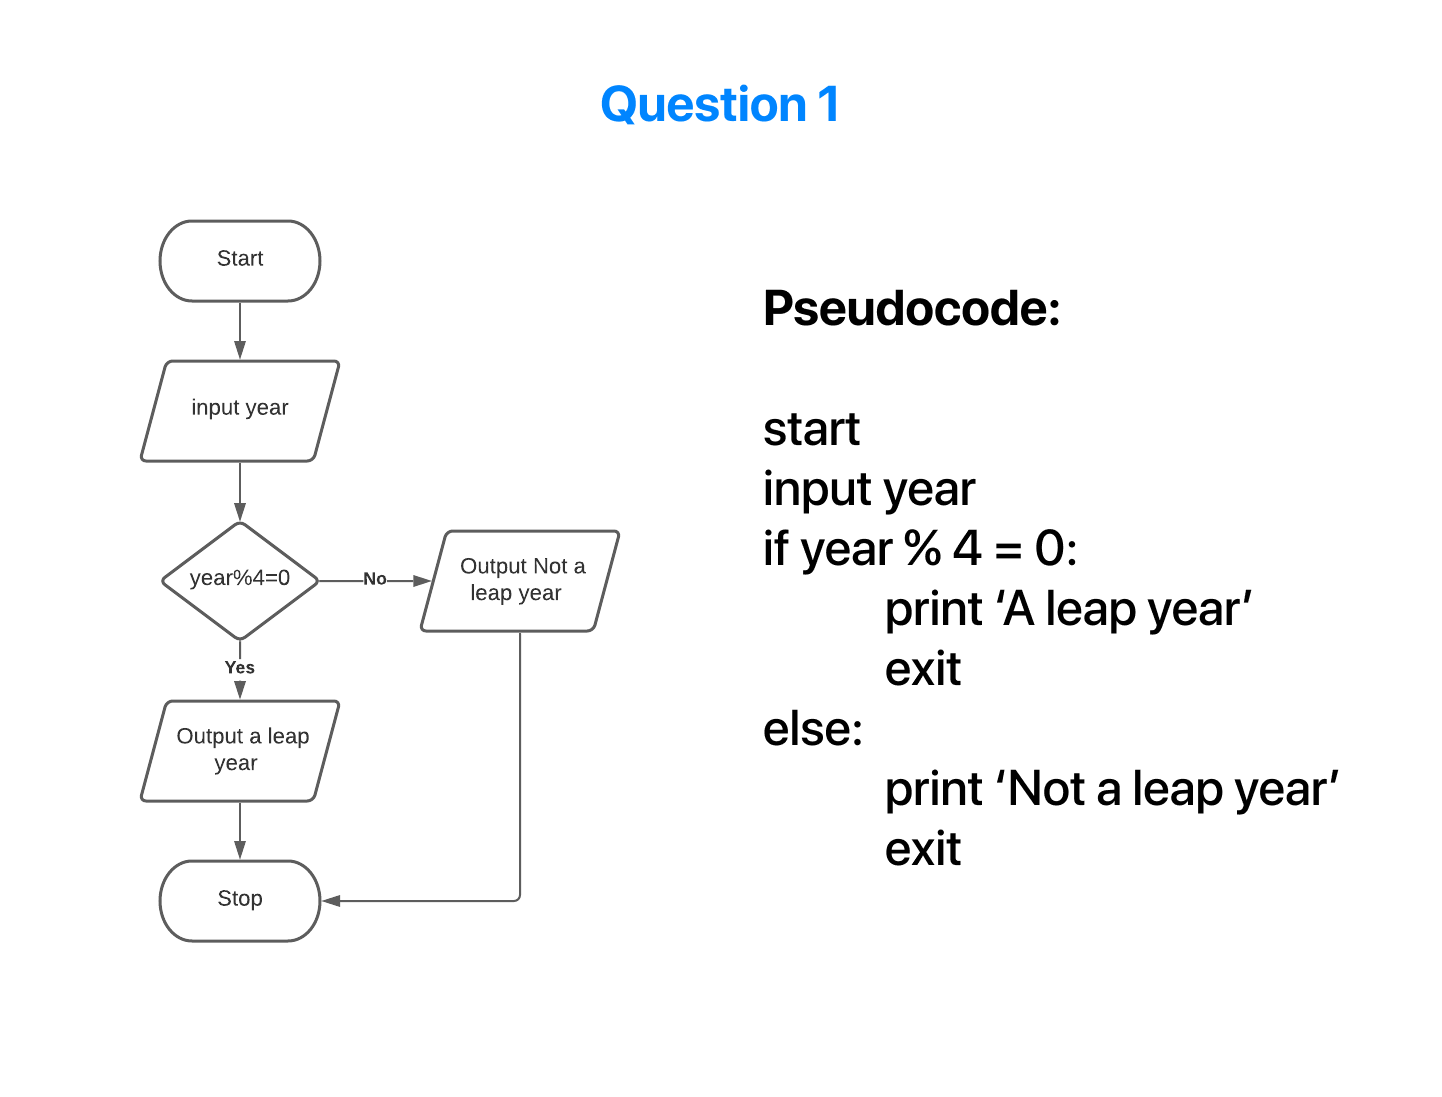 Question 1
Start
input year
year%4=0
No
Output Not a
leap year
Yes
Output a leap
year
Stop
Pseudocode:
start
input year
if year % 4 = 0:
print ‘A leap year’
exit
else:
print ‘Not a leap year’
exit